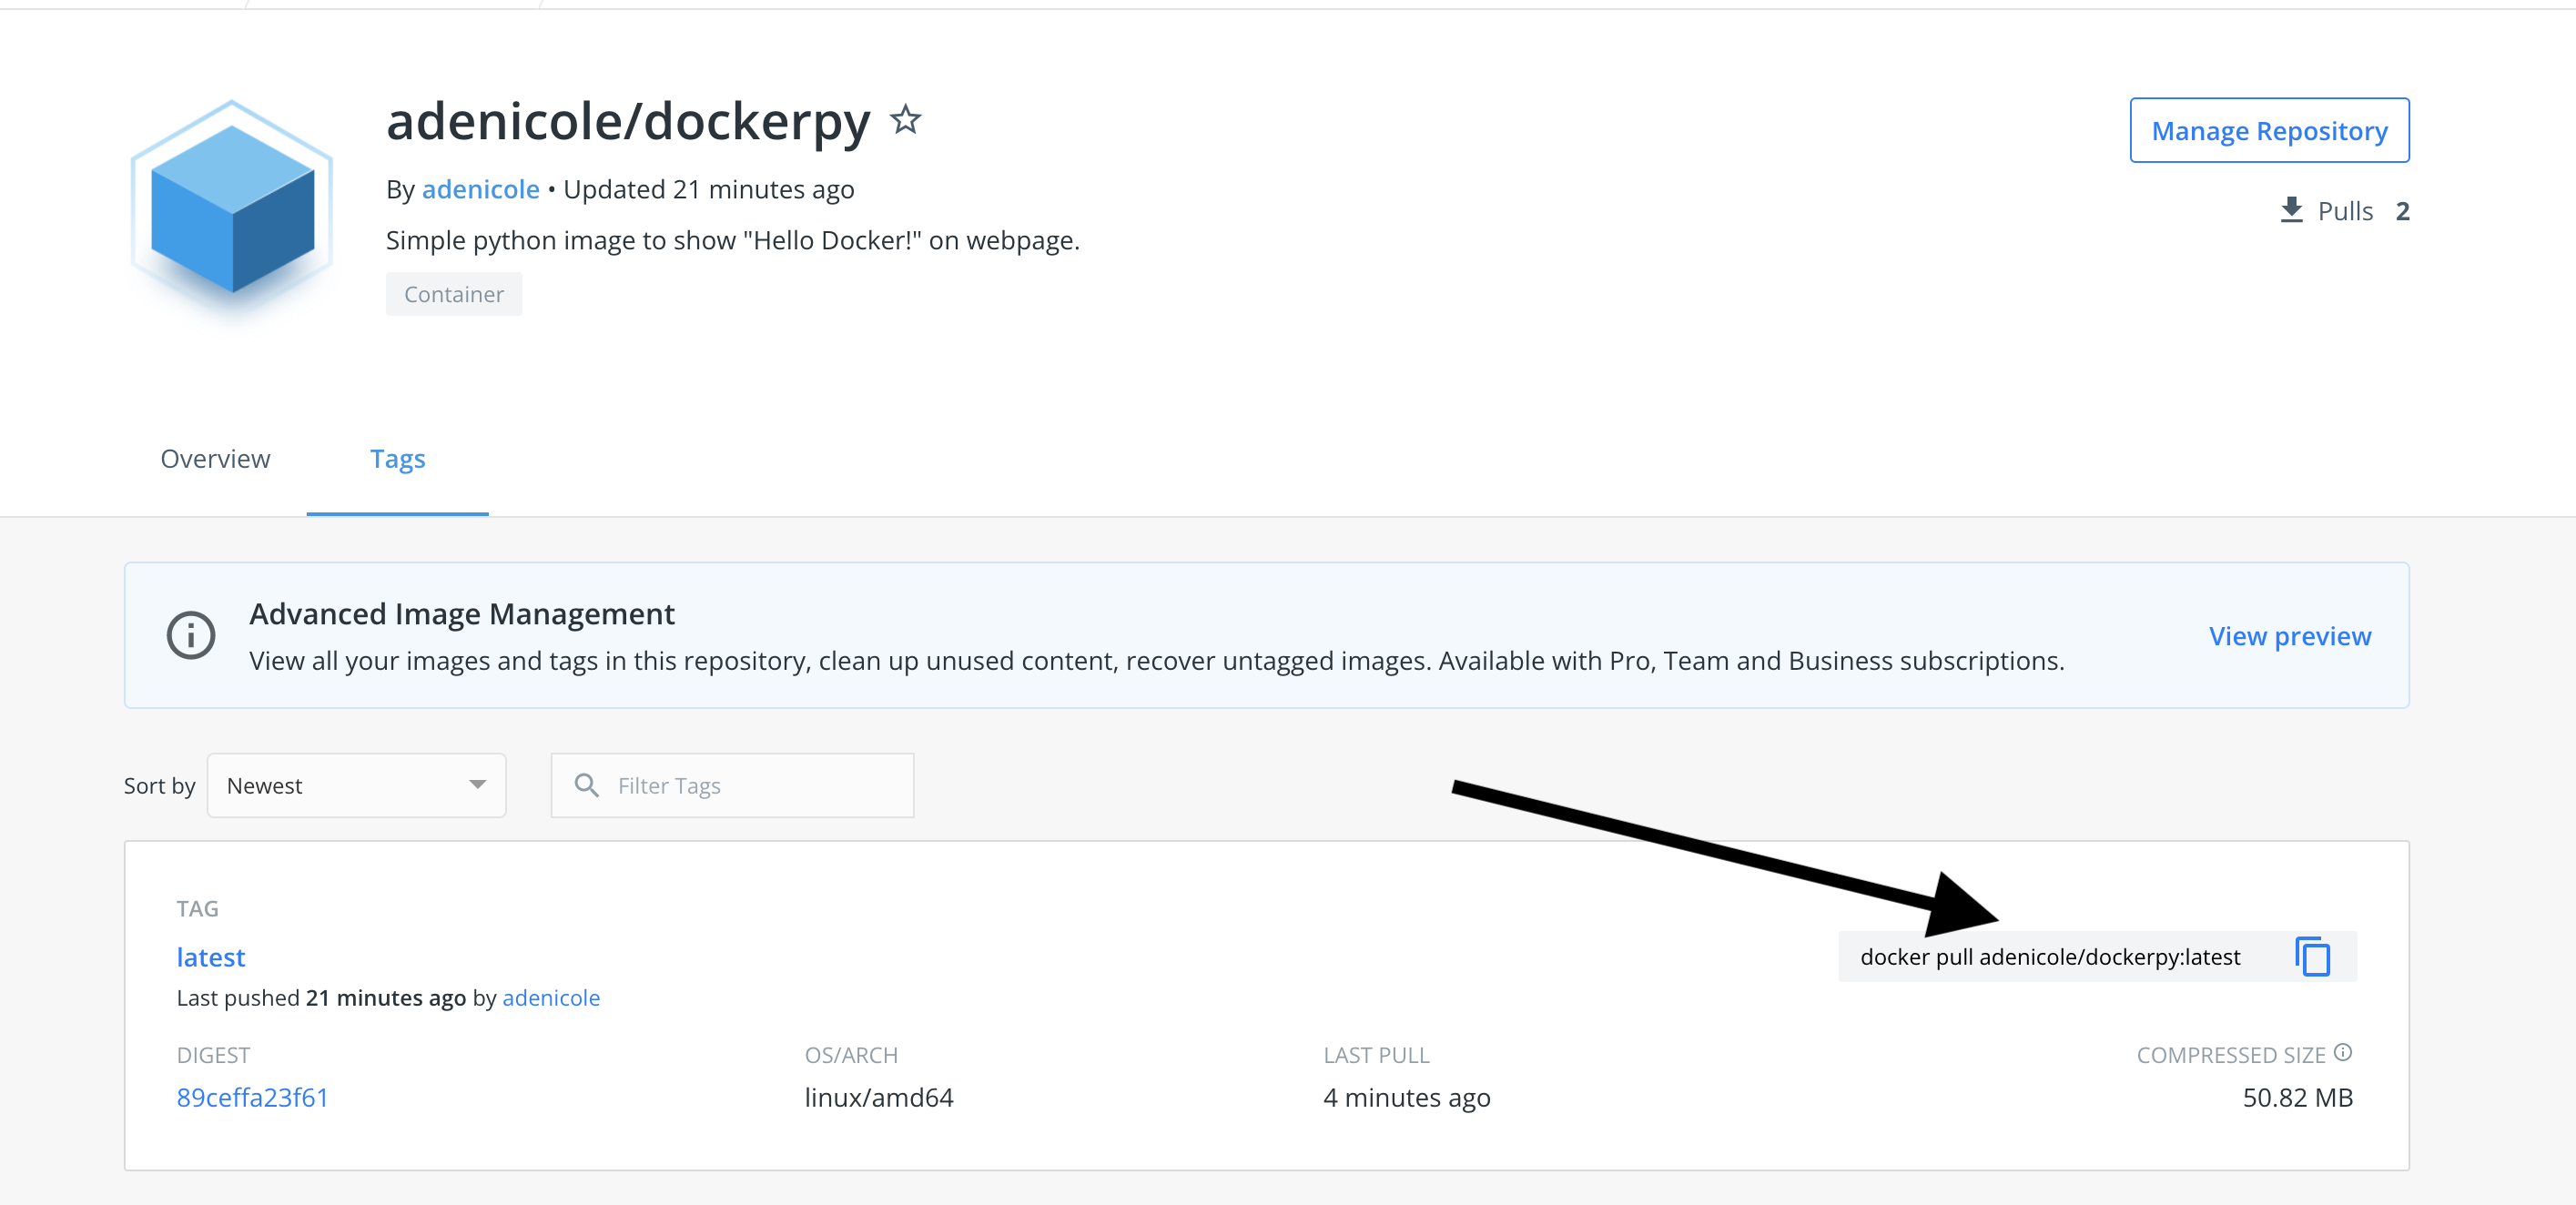 adenicole/dockerpy
Manage Repository
By adenicole • Updated 21 minutes ago
Pulls 2
Simple python image to show "Hello Docker!" on webpage.
Container
Overview
Tags
Advanced Image Management
View all your images and tags in this repository, clean up unused content, recover untagged images. Available with Pro, Team and Business subscriptions.
View preview
Sort by Newest
Filter Tags
TAG
latest
docker pull adenicole/dockerpy:latest
Last pushed 21 minutes ago by adenicole
DIGEST
OS/ARCH
LAST PULL
COMPRESSED SIZE
89ceffa23f61
linux/amd64
4 minutes ago
50.82 MB